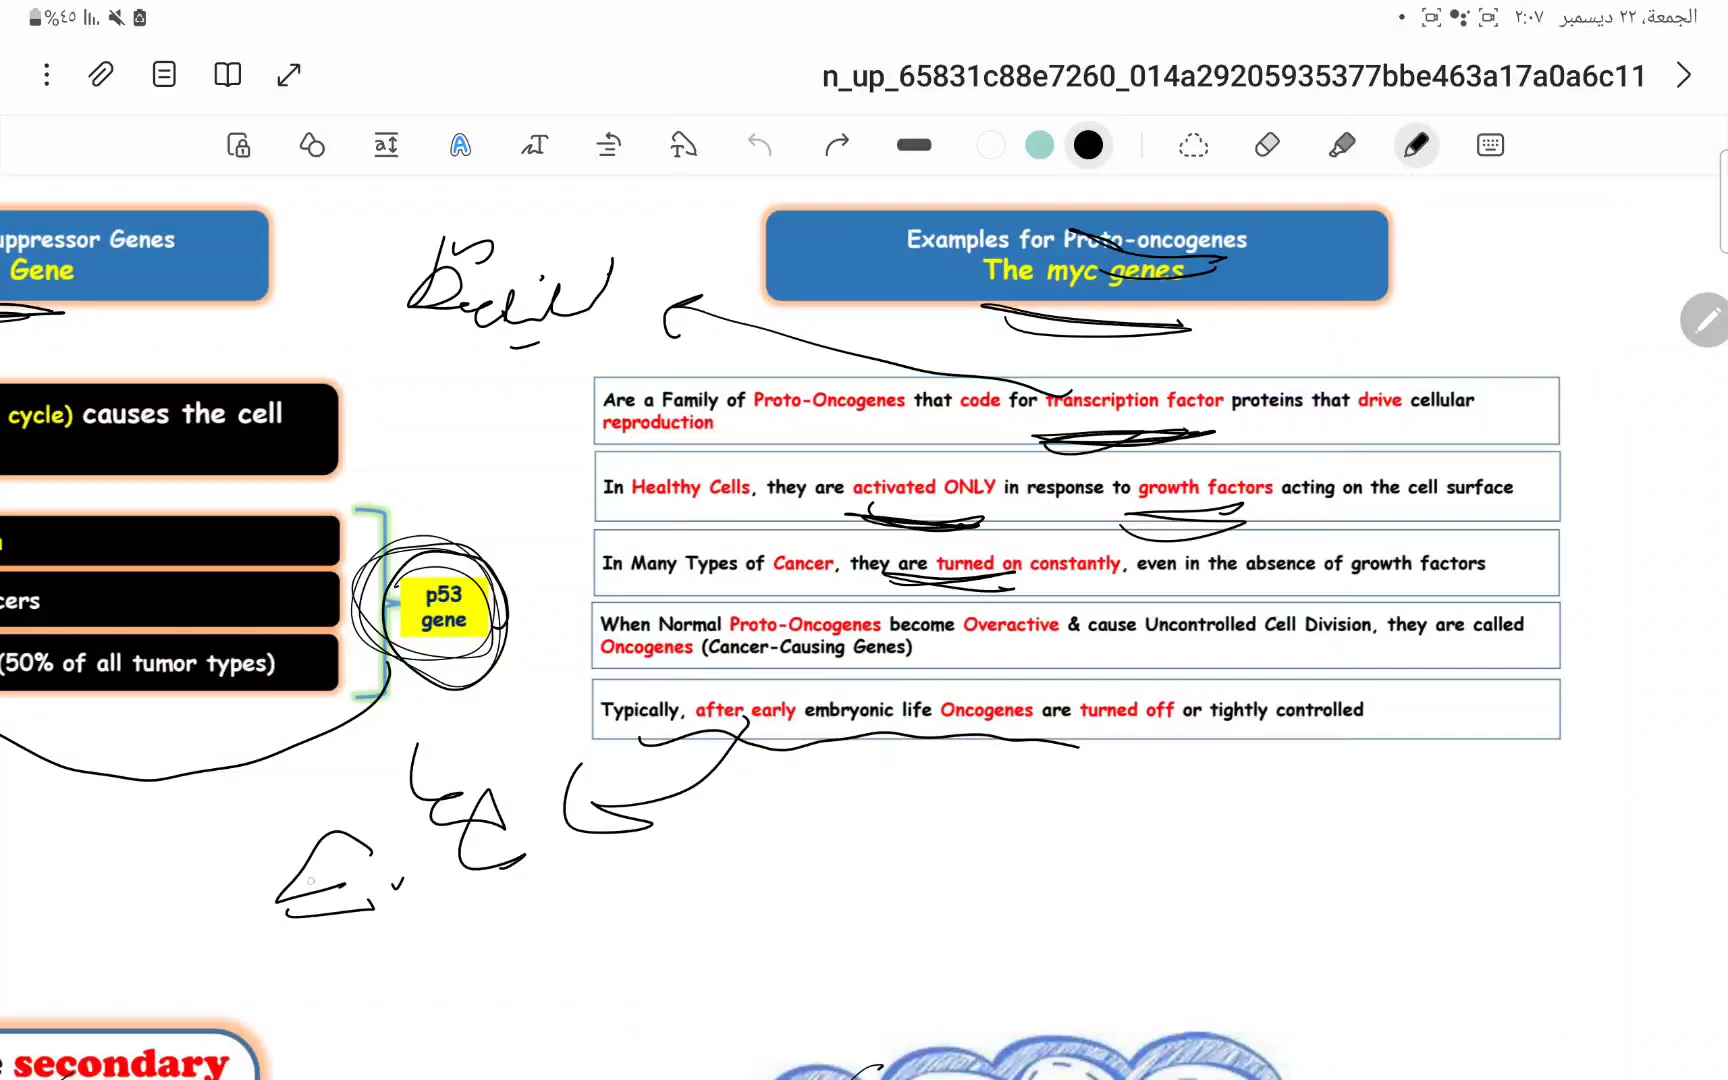 %٤٥
الجمعة، ٢٢ ديسمبر ٢:٠٧
n_up_65831c88e7260_014a29205935377bbe463a17a0a6c11
uppressor Genes
Gene
Examples for Proto-oncogenes
The myc genes
cycle) causes the cell
cers
(50% of all tumor types)
p53
gene
Are a Family of Proto-Oncogenes that code for transcription factor proteins that drive cellular
reproduction
In Healthy Cells, they are activated ONLY in response to growth factors acting on the cell surface
In Many Types of Cancer, they are turned on constantly, even in the absence of growth factors
When Normal Proto-Oncogenes become Overactive & cause Uncontrolled Cell Division, they are called
Oncogenes (Cancer-Causing Genes)
Typically, after early embryonic life Oncogenes are turned off or tightly controlled
secondary